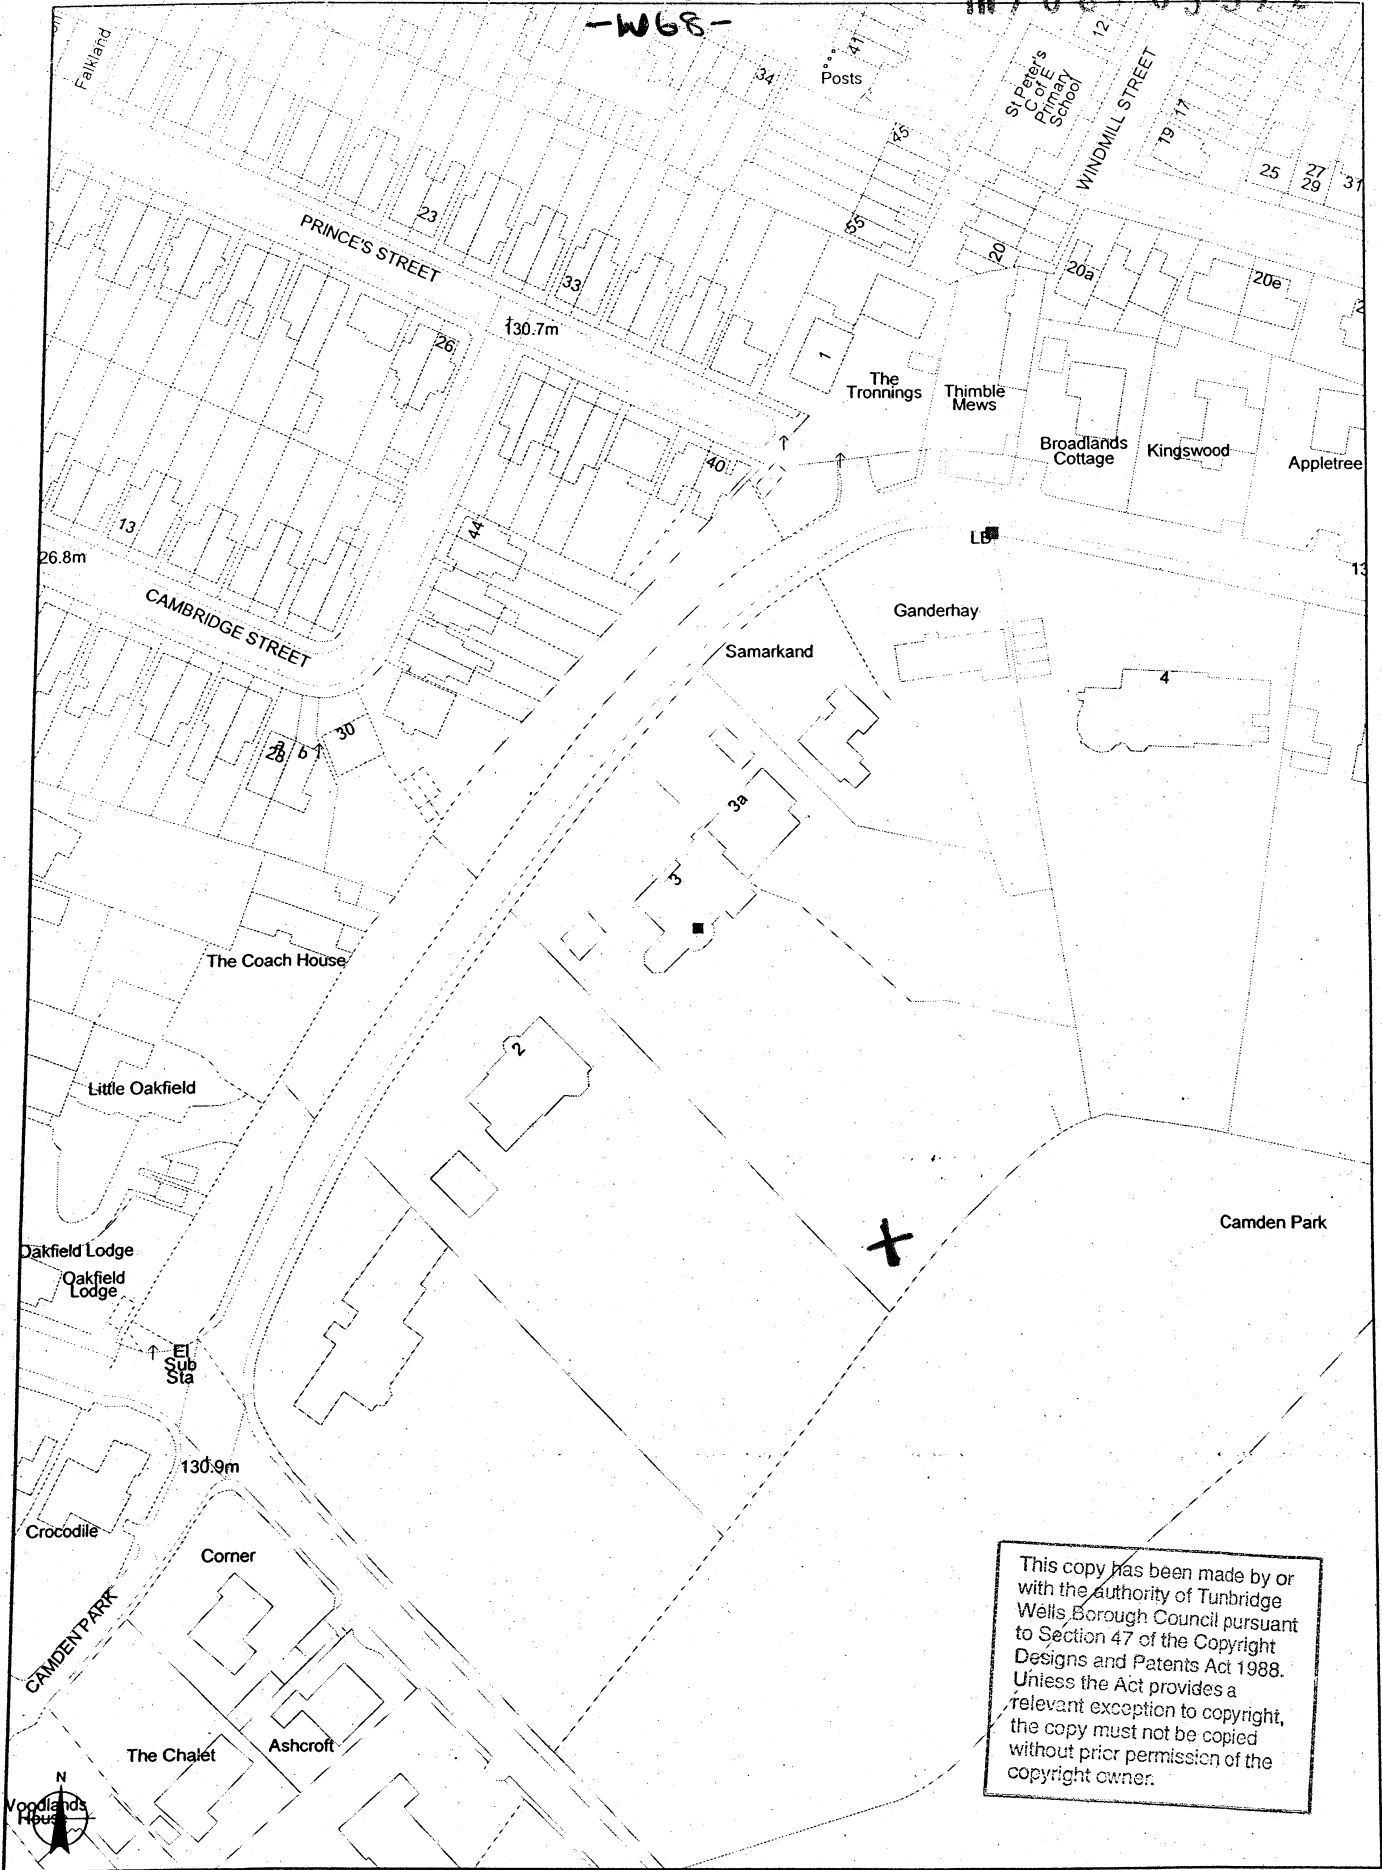 -W68-
Falkland
34
41
Posts
St Peter's
C of E
Primary
School
12
WINDMILL STREET
19 17
45
25
27
29
31
23
PRINCE'S STREET
55
20
20a
20e
33
130.7m
26
1
The
Tronnings
Thimble
Mews
Broadlands
Cottage
Kingswood
Appletree
40
13
44
LB
26.8m
13
CAMBRIDGE STREET
Ganderhay
Samarkand
4
28
a
b
30
3a
3
The Coach House
2
Little Oakfield
Camden Park
Oakfield Lodge
Oakfield
Lodge
El
Sub
Sta
130.9m
Crocodile
Corner
CAMDEN PARK
This copy has been made by or
with the authority of Tunbridge
Wells Borough Council pursuant
to Section 47 of the Copyright
Designs and Patents Act 1988.
Unless the Act provides a
relevant exception to copyright,
the copy must not be copied
without prior permission of the
copyright owner.
Ashcroft
The Chalet
N
Woodlands
House